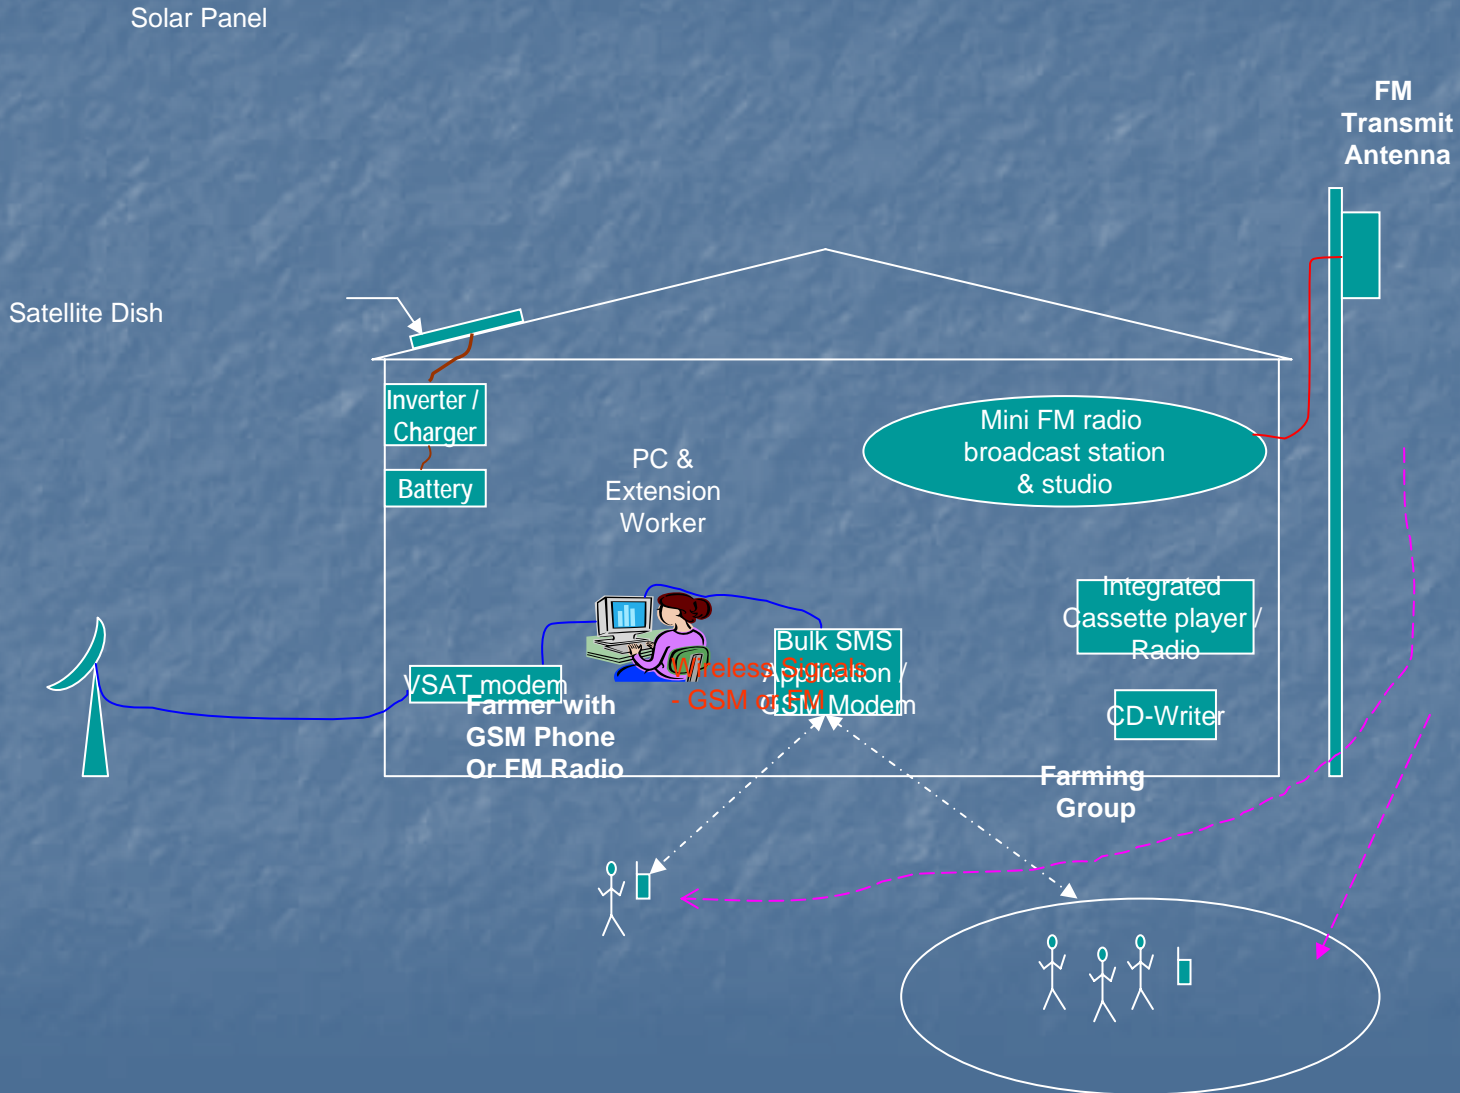 Solar Panel
FM
Transmit
Antenna
Satellite Dish
Inverter /
Charger
Battery
PC &
Extension
Worker
Mini FM radio
broadcast station
& studio
Integrated
Cassette player /
Radio
CD-Writer
Bulk SMS
Application /
GSM Modem
Wireless Signals
- GSM or FM
VSAT modem
Farmer with
GSM Phone
Or FM Radio
Farming
Group